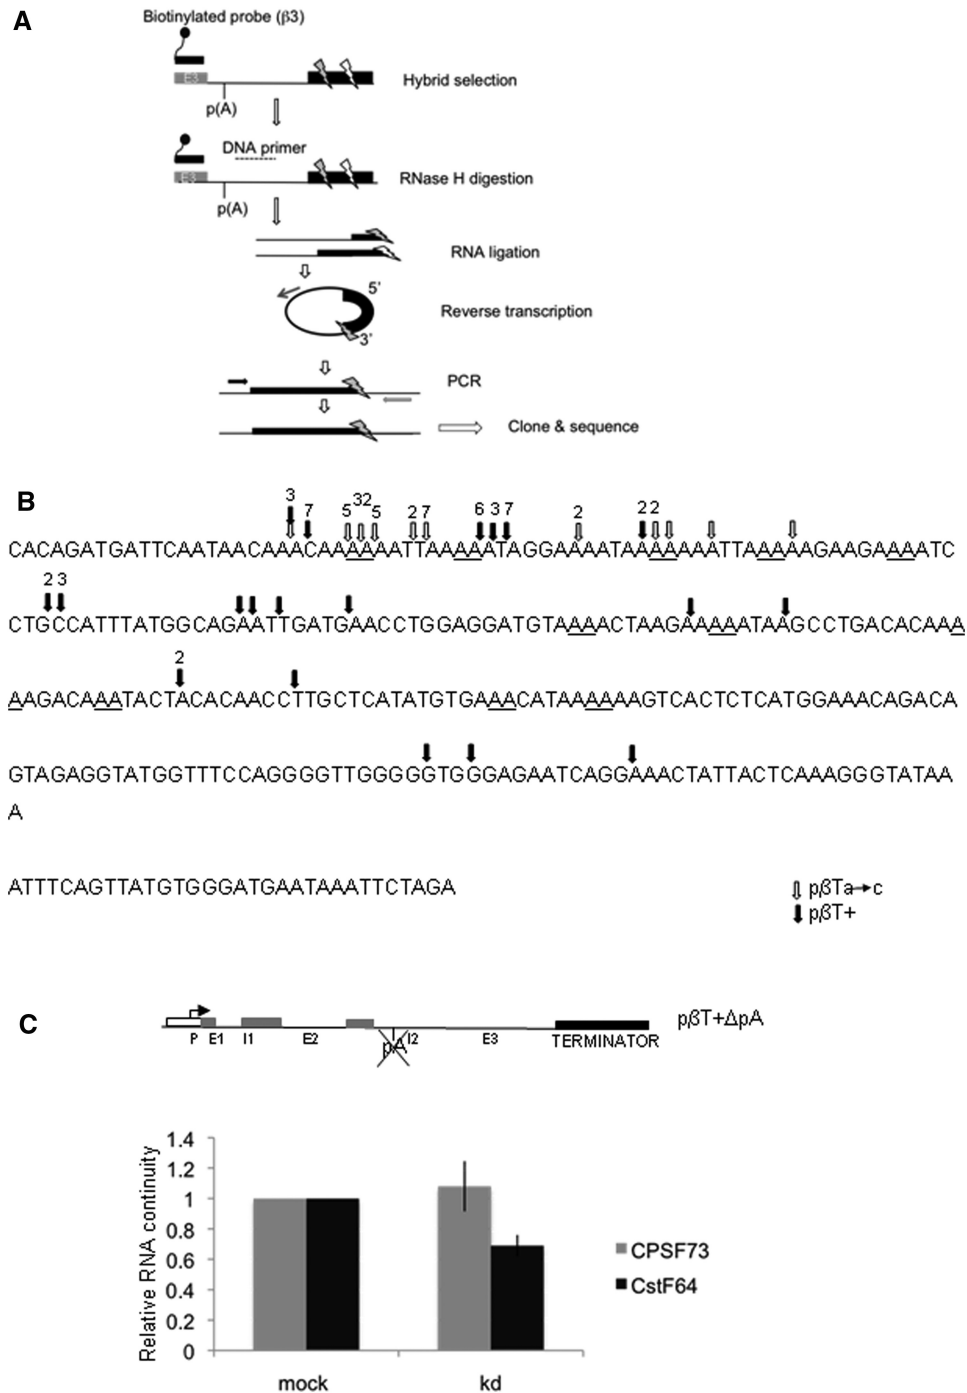 A
Biotinylated probe (β3)
E3
Hybrid selection
p(A)
DNA primer
E3
RNase H digestion
p(A)
RNA ligation
5'
Reverse transcription
3'
PCR
Clone & sequence
B
3 7 5 3 2 5 2 7 6 3 7 2 2 2
CACAGATGATTCAATAACAAACAAAAAAATTAAAAATAGGAAAATAAAAAAATTAAAAAGAAGAAAATC
2 3
CTGCCATTTATGGCAGAATTGATGAACCTGGAGGATGTAAAACTAAGAAAAATAAGCCTGACACAAA
2
AAGACAAATACTACACAACCTTGCTCATATGTGAAACATAAAAAAGTCACTCTCATGGAAACAGACA
GTAGAGGTATGGTTTCCAGGGGTTGGGGGTGGGAGAATCAGGAAACTATTACTCAAAGGGTATAA
A
ATTTCAGTTATGTGGGATGAATAAATTCTAGA
pβTa→c
pβT+
C
pβT+ΔpA
P E1 I1 E2 pA I2 E3 TERMINATOR
Relative RNA continuity
1.4
1.2
1
0.8
0.6
0.4
0.2
0
CPSF73
CstF64
mock kd